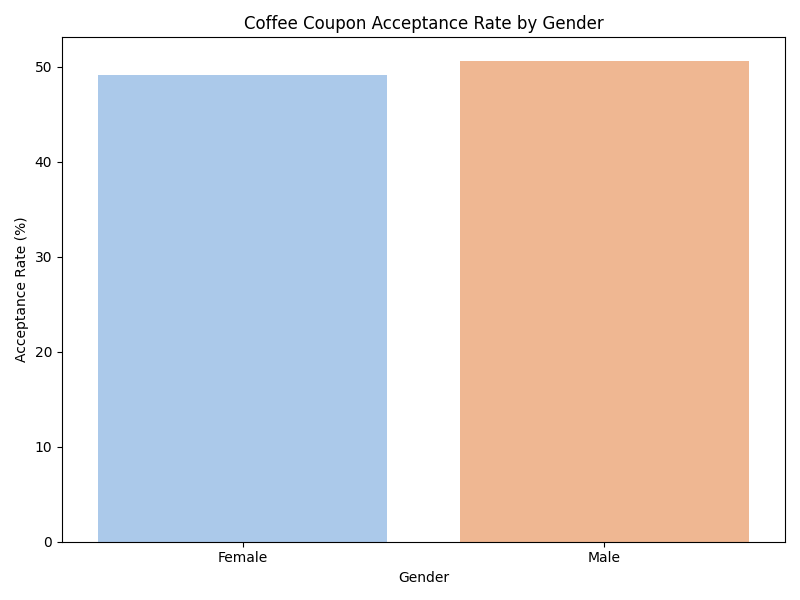 Coffee Coupon Acceptance Rate by Gender
Acceptance Rate (%)
50
40
30
20
10
0
Female
Male
Gender